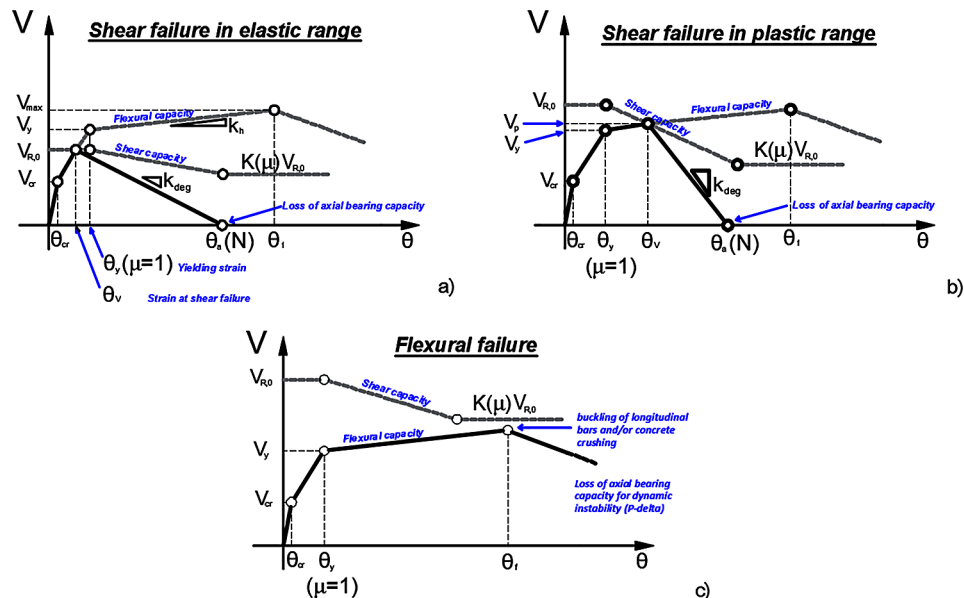 Shear failure in elastic range
V
Vmax
Vy
VR,0
Vcr
Flexural capacity
kh
Shear capacity
K(μ)VR,0
kdeg
Loss of axial bearing capacity
θcr
θa(N)
θf
θ
θy(μ=1) Yielding strain
θv Strain at shear failure
a)
Shear failure in plastic range
V
VR,0
Vp
Vy
Vcr
Shear capacity
Flexural capacity
K(μ)VR,0
kdeg
Loss of axial bearing capacity
θcr
θy
θv
θa(N)
θf
θ
(μ=1)
b)
Flexural failure
V
VR,0
Shear capacity
K(μ)VR,0
Flexural capacity
buckling of longitudinal
bars and/or concrete
crushing
Vy
Vcr
Loss of axial bearing
capacity for dynamic
instability (P-delta)
θcr
θy
θf
θ
(μ=1)
c)